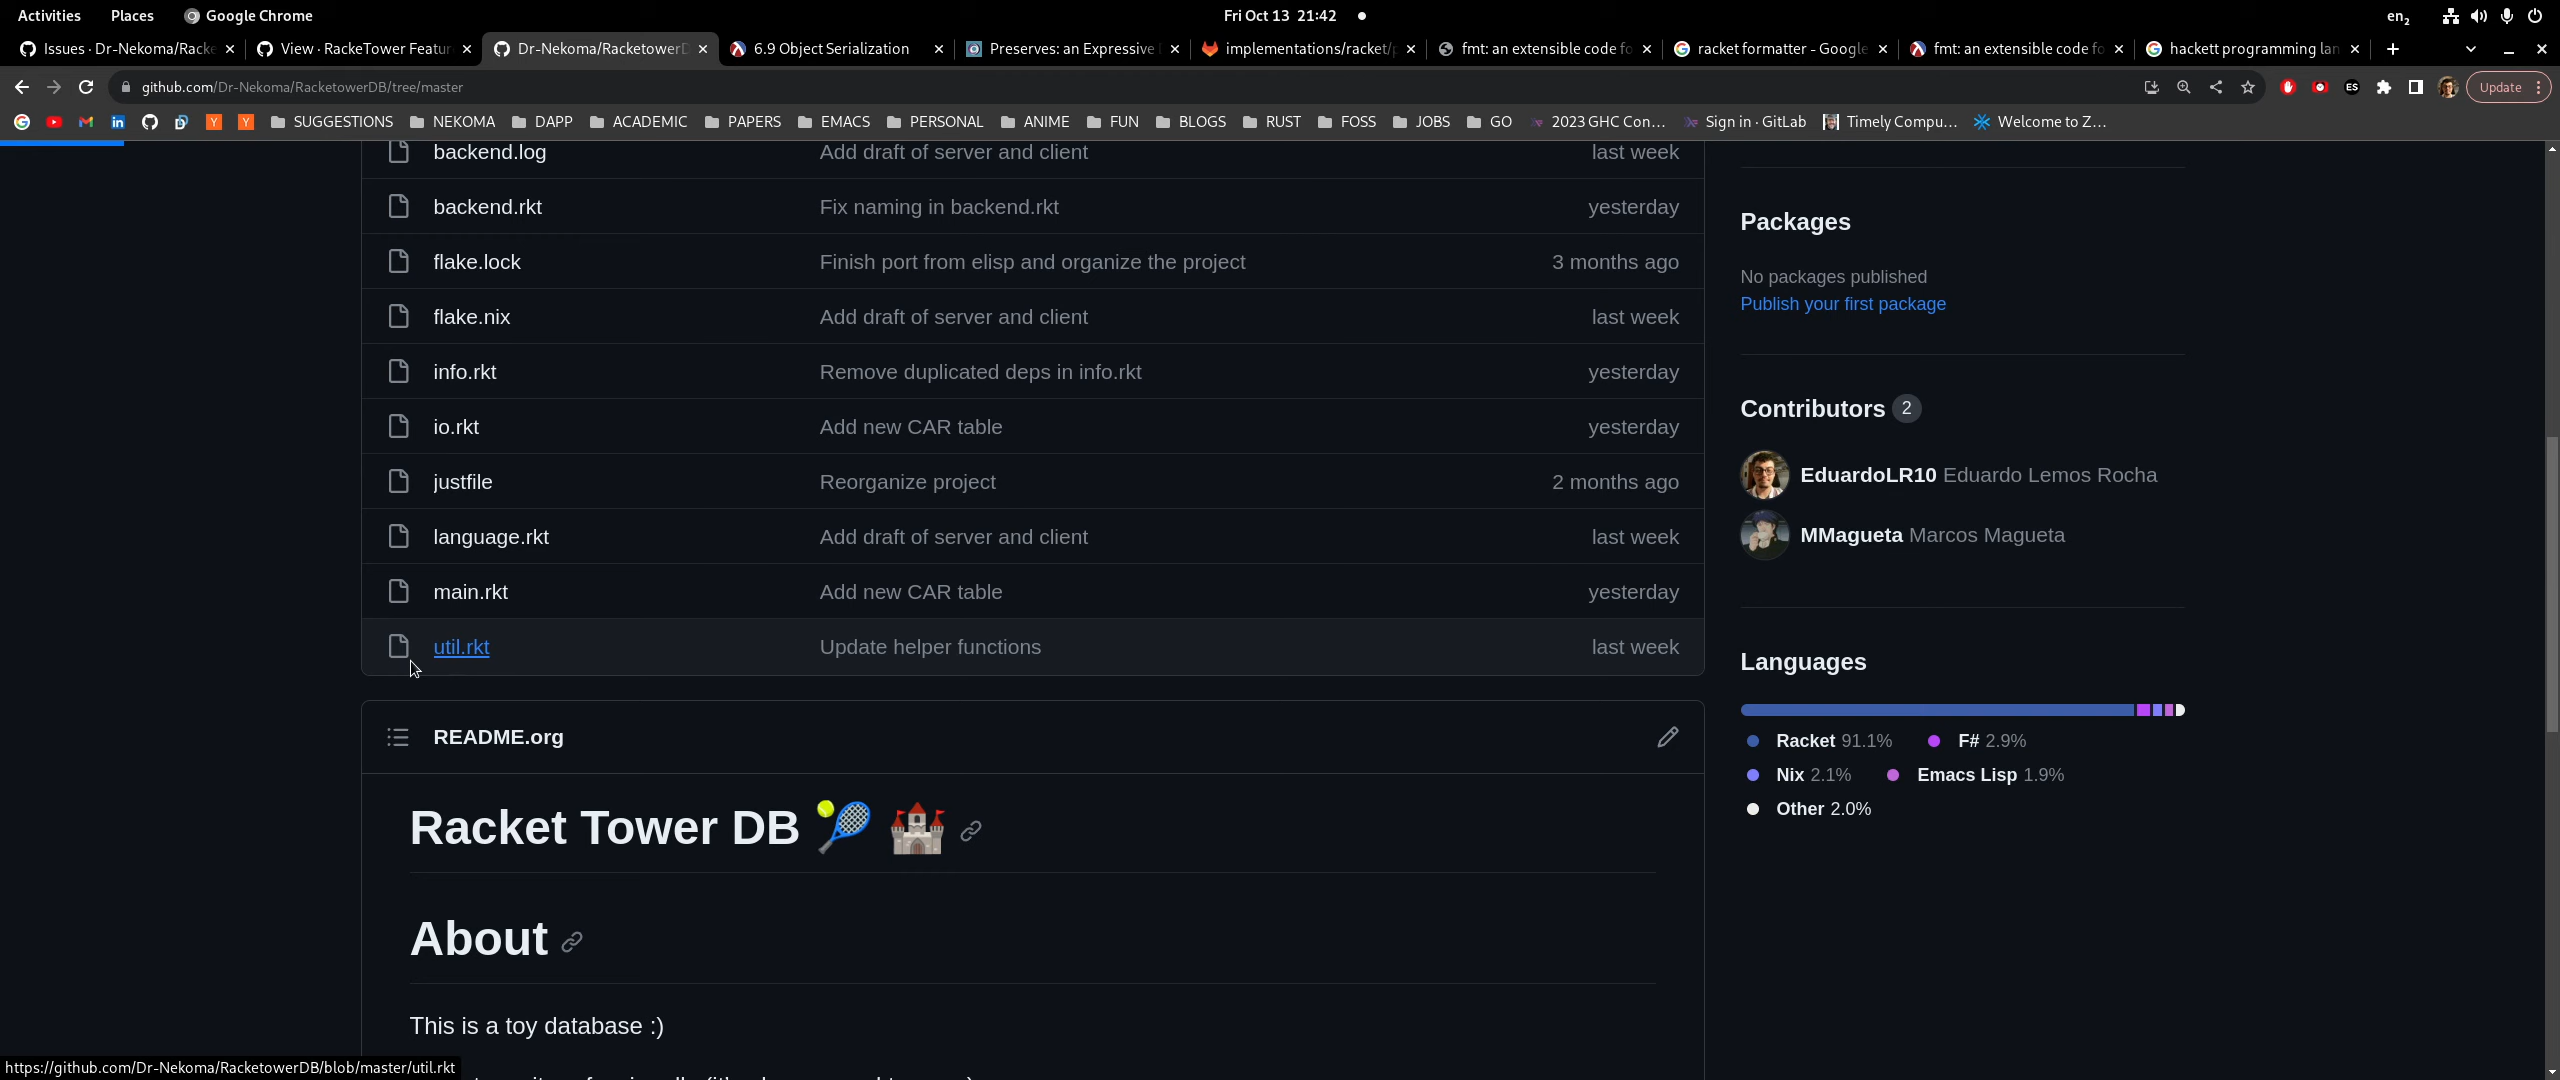 Activities Places Google Chrome Fri Oct 13 21:42 en2
Issues · Dr-Nekoma/Racke View · RackeTower Featur Dr-Nekoma/RacketowerD 6.9 Object Serialization Preserves: an Expressive implementations/racket/p fmt: an extensible code fo racket formatter - Google fmt: an extensible code fo hackett programming lan
github.com/Dr-Nekoma/RacketowerDB/tree/master ES Update
SUGGESTIONS NEKOMA DAPP ACADEMIC PAPERS EMACS PERSONAL ANIME FUN BLOGS RUST FOSS JOBS GO 2023 GHC Con... Sign in · GitLab Timely Compu... Welcome to Z...
backend.log Add draft of server and client last week
backend.rkt Fix naming in backend.rkt yesterday
flake.lock Finish port from elisp and organize the project 3 months ago
flake.nix Add draft of server and client last week
info.rkt Remove duplicated deps in info.rkt yesterday
io.rkt Add new CAR table yesterday
justfile Reorganize project 2 months ago
language.rkt Add draft of server and client last week
main.rkt Add new CAR table yesterday
util.rkt Update helper functions last week
README.org
Racket Tower DB
About
This is a toy database :)
Packages
No packages published
Publish your first package
Contributors 2
EduardoLR10 Eduardo Lemos Rocha
MMagueta Marcos Magueta
Languages
Racket 91.1% F# 2.9%
Nix 2.1% Emacs Lisp 1.9%
Other 2.0%
https://github.com/Dr-Nekoma/RacketowerDB/blob/master/util.rkt